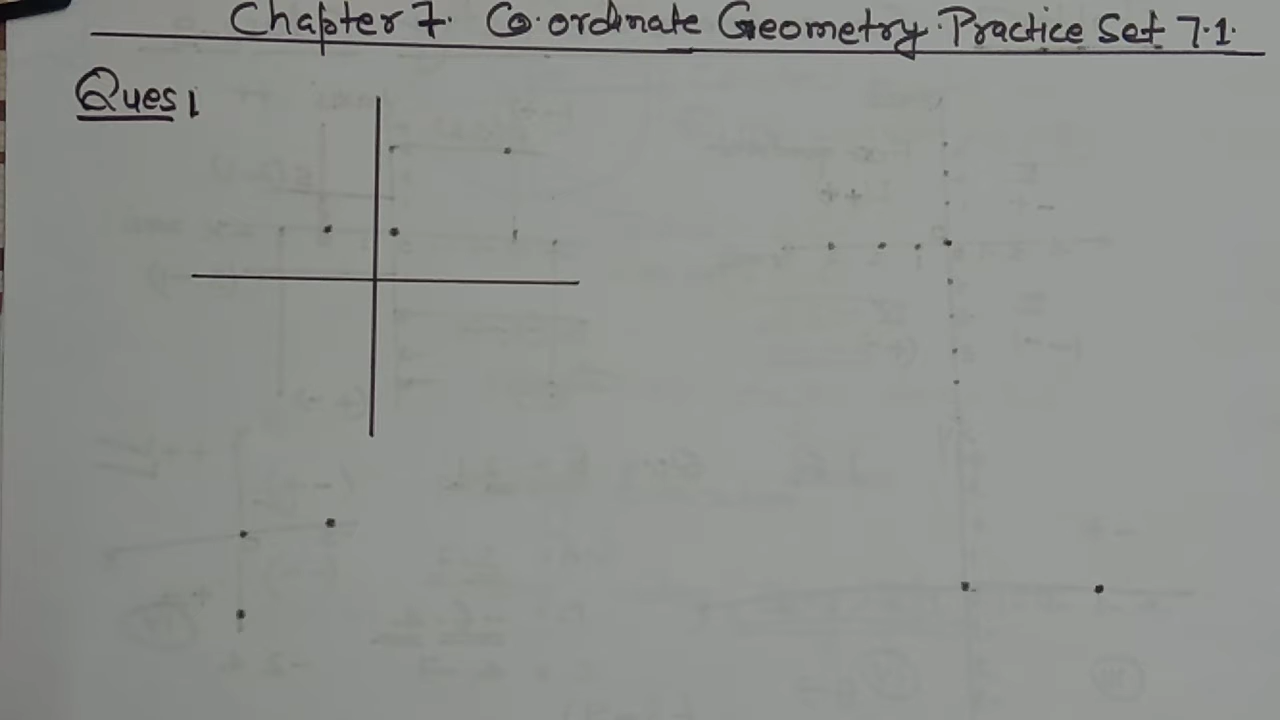 Chapter 7. Co-ordinate Geometry. Practice Set 7.1.
Ques 1